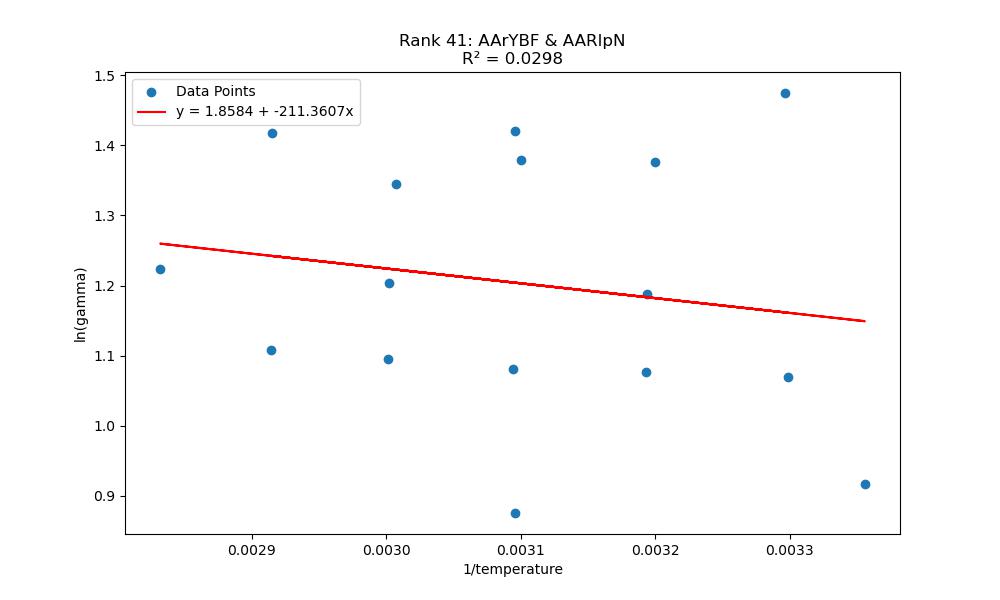 Rank 41: AArYBF & AARlpN
R² = 0.0298
Data Points
y = 1.8584 + -211.3607x
ln(gamma)
1.5
1.4
1.3
1.2
1.1
1.0
0.9
0.0029 0.0030 0.0031 0.0032 0.0033
1/temperature